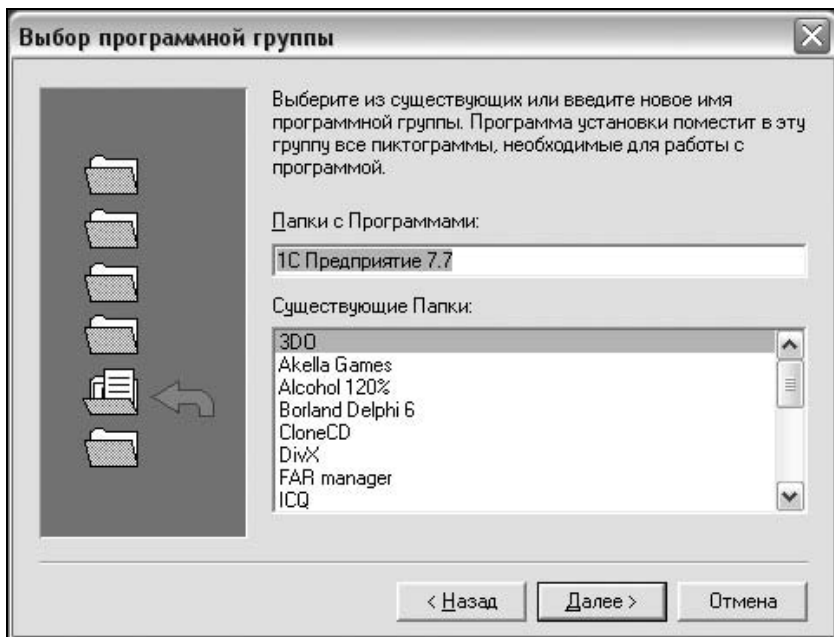 Выбор программной группы
Выберите из существующих или введите новое имя
программной группы. Программа установки поместит в эту
группу все пиктограммы, необходимые для работы с
программой.
Папки с Программами:
1С Предприятие 7.7
Существующие Папки:
3DO
Akella Games
Alcohol 120%
Borland Delphi 6
CloneCD
DivX
FAR manager
ICQ
< Назад
Далее >
Отмена